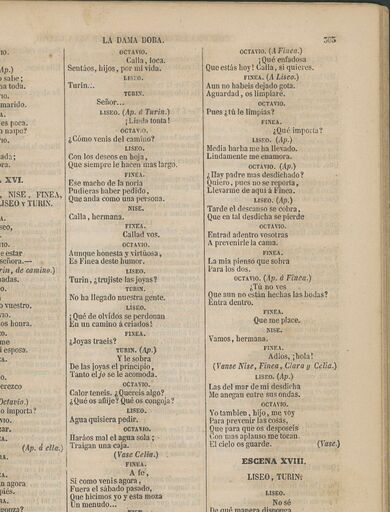 LA DAMA BOBA.
303
OCTAVIO.
Calla, loca.
Sentáos, hijos, por mi vida.
LISEO.
Turin...
TURIN.
Señor...
LISEO. (Ap. á Turin.)
¡Linda tonta!
OCTAVIO.
¿Cómo venis del camino?
LISEO.
Con los deseos enoja,
Que siempre le hacen mas largo.
FINEA.
Ese macho de la noria
Pudieras haber pedido,
Que anda como una persona.
NISE.
Calla, hermana.
FINEA.
Callad vos.
OCTAVIO.
Aunque honesta y virtüosa,
Es Finea deste humor.
LISEO.
Turin, ¿trujiste las joyas?
TURIN.
No ha llegado nuestra gente.
LISEO.
¡Qué de olvidos se perdonan
En un camino á criados!
FINEA.
¿Joyas traeis?
TURIN. (Ap.)
Y le sobra
De las joyas el principio,
Tanto el jo se le acomoda.
OCTAVIO.
Calor teneis. ¿Quereis algo?
¿Qué os aflije? Qué os congoja?
LISEO.
Agua quisiera pedir.
OCTAVIO.
Haráos mal el agua sola;
Traigan una caja.
(Vase Celia.)
FINEA.
A fe,
Si como venis agora,
Fuera el sábado pasado,
Que hicimos yo y esta moza
Un menudo...
OCTAVIO. (A Finea.)
¡Qué enfadosa
Que estás hoy! Calla, si quieres.
FINEA. (A Liseo.)
Aun no habeis dejado gota.
Aguardad, os limpiaré.
OCTAVIO.
Pues ¿tú le limpias?
FINEA.
¿Qué importa?
LISEO. (Ap.)
Media barba me ha llevado.
Lindamente me enamora.
OCTAVIO. (Ap.)
¿Hay padre mas desdichado?
Quiero, pues no se reporta,
Llevarme de aquí á Finea.
LISEO. (Ap.)
Tarde el descanso se cobra,
Que en tal desdicha se pierde
OCTAVIO.
Entrad adentro vosotras
A prevenirle la cama.
FINEA.
La mia pienso que sobra
Para los dos.
OCTAVIO. (Ap. á Finea.)
¿Tú no ves
Que aun no están hechas las bodas?
Entra dentro.
FINEA.
Que me place.
NISE.
Vamos, hermana.
FINEA.
Adios, ¡hola!
(Vanse Nise, Finea, Clara y Celia.)
LISEO. (Ap.)
Las del mar de mi desdicha
Me anegan entre sus ondas.
OCTAVIO.
Yo tambien, hijo, me voy
Para prevenir las cosas,
Que para que os desposeis
Con mas aplauso me tocan.
El cielo os guarde.
(Vase.)
ESCENA XVIII.
LISEO, TURIN.
LISEO.
No sé
De qué manera disponga